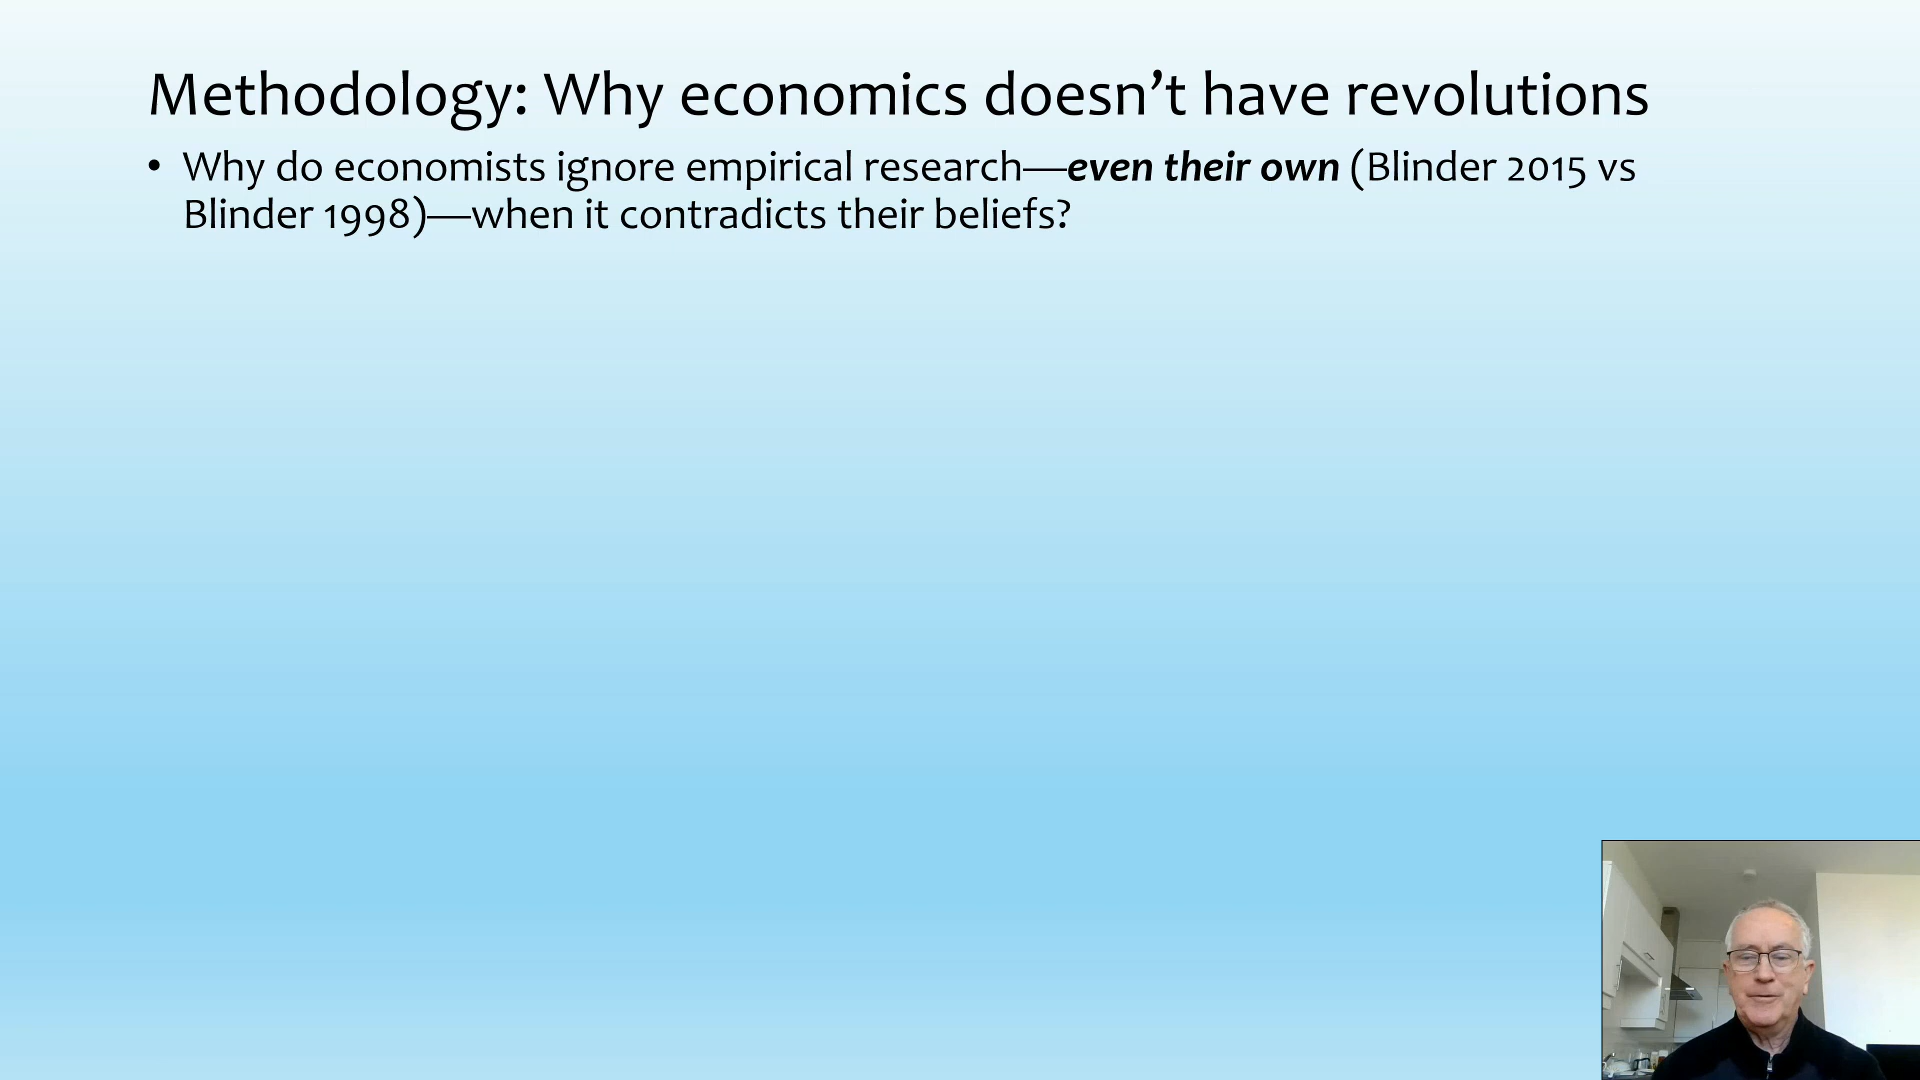 Methodology: Why economics doesn’t have revolutions
• Why do economists ignore empirical research—even their own (Blinder 2015 vs
Blinder 1998)—when it contradicts their beliefs?